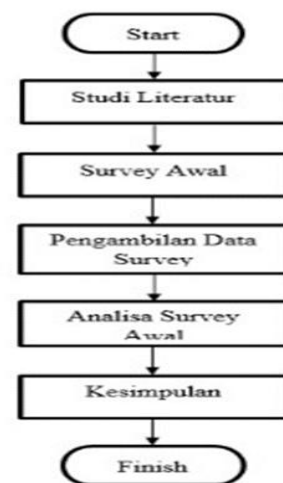 Start
Studi Literatur
Survey Awal
Pengambilan Data
Survey
Analisa Survey
Awal
Kesimpulan
Finish